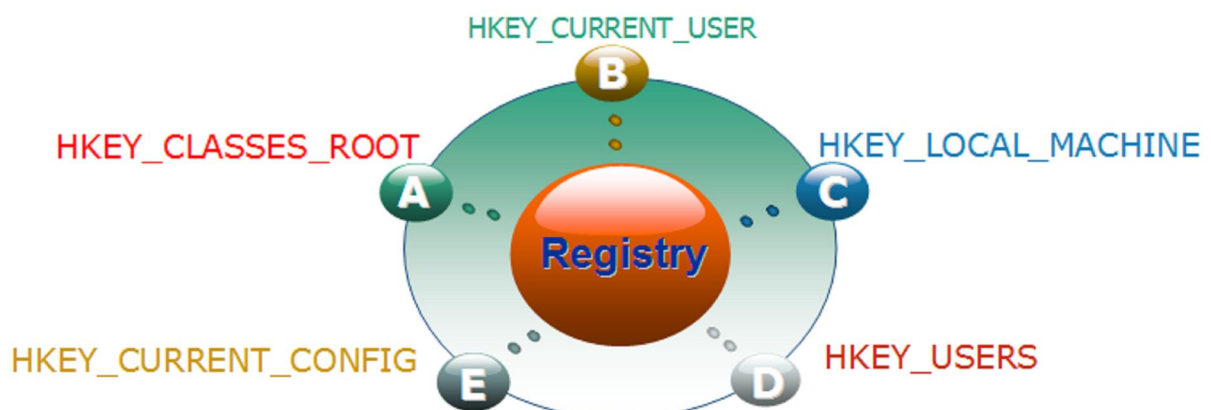 HKEY_CURRENT_USER
B
HKEY_CLASSES_ROOT
HKEY_LOCAL_MACHINE
A
C
Registry
HKEY_CURRENT_CONFIG
HKEY_USERS
E
D